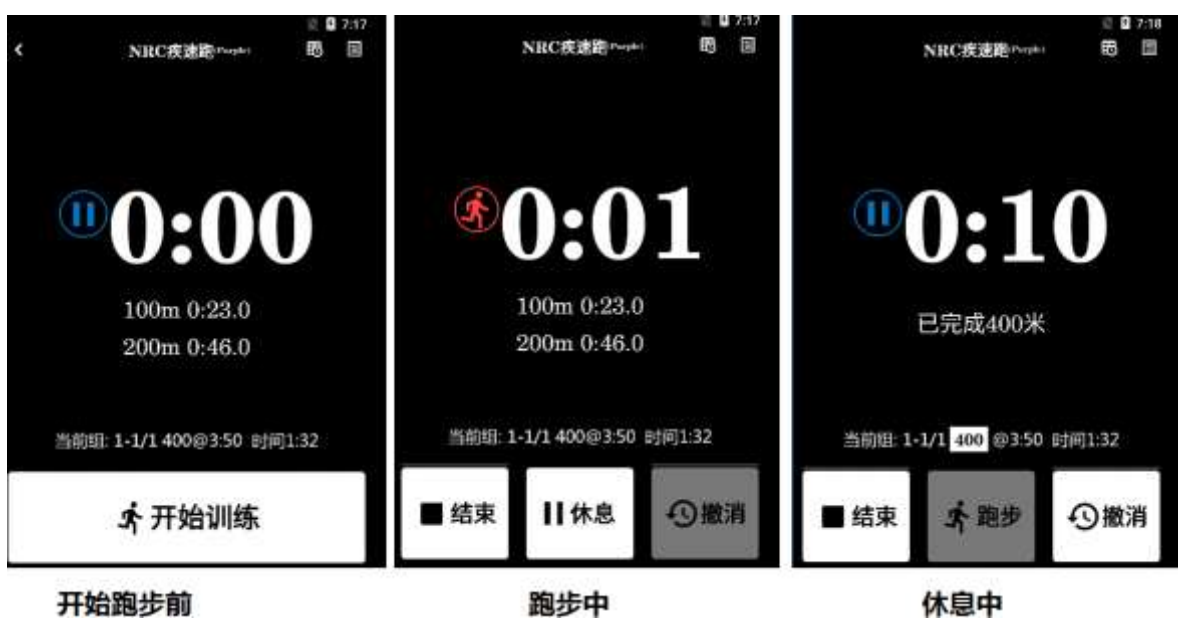 7:17
NRC疾速跑(Purple)
0:00
100m 0:23.0
200m 0:46.0
当前组: 1-1/1 400@3:50 时间1:32
开始训练
开始跑步前
7:17
NRC疾速跑(Purple)
0:01
100m 0:23.0
200m 0:46.0
当前组: 1-1/1 400@3:50 时间1:32
结束 休息 撤消
跑步中
7:18
NRC疾速跑(Purple)
0:10
已完成400米
当前组: 1-1/1 400 @3:50 时间1:32
结束 跑步 撤消
休息中